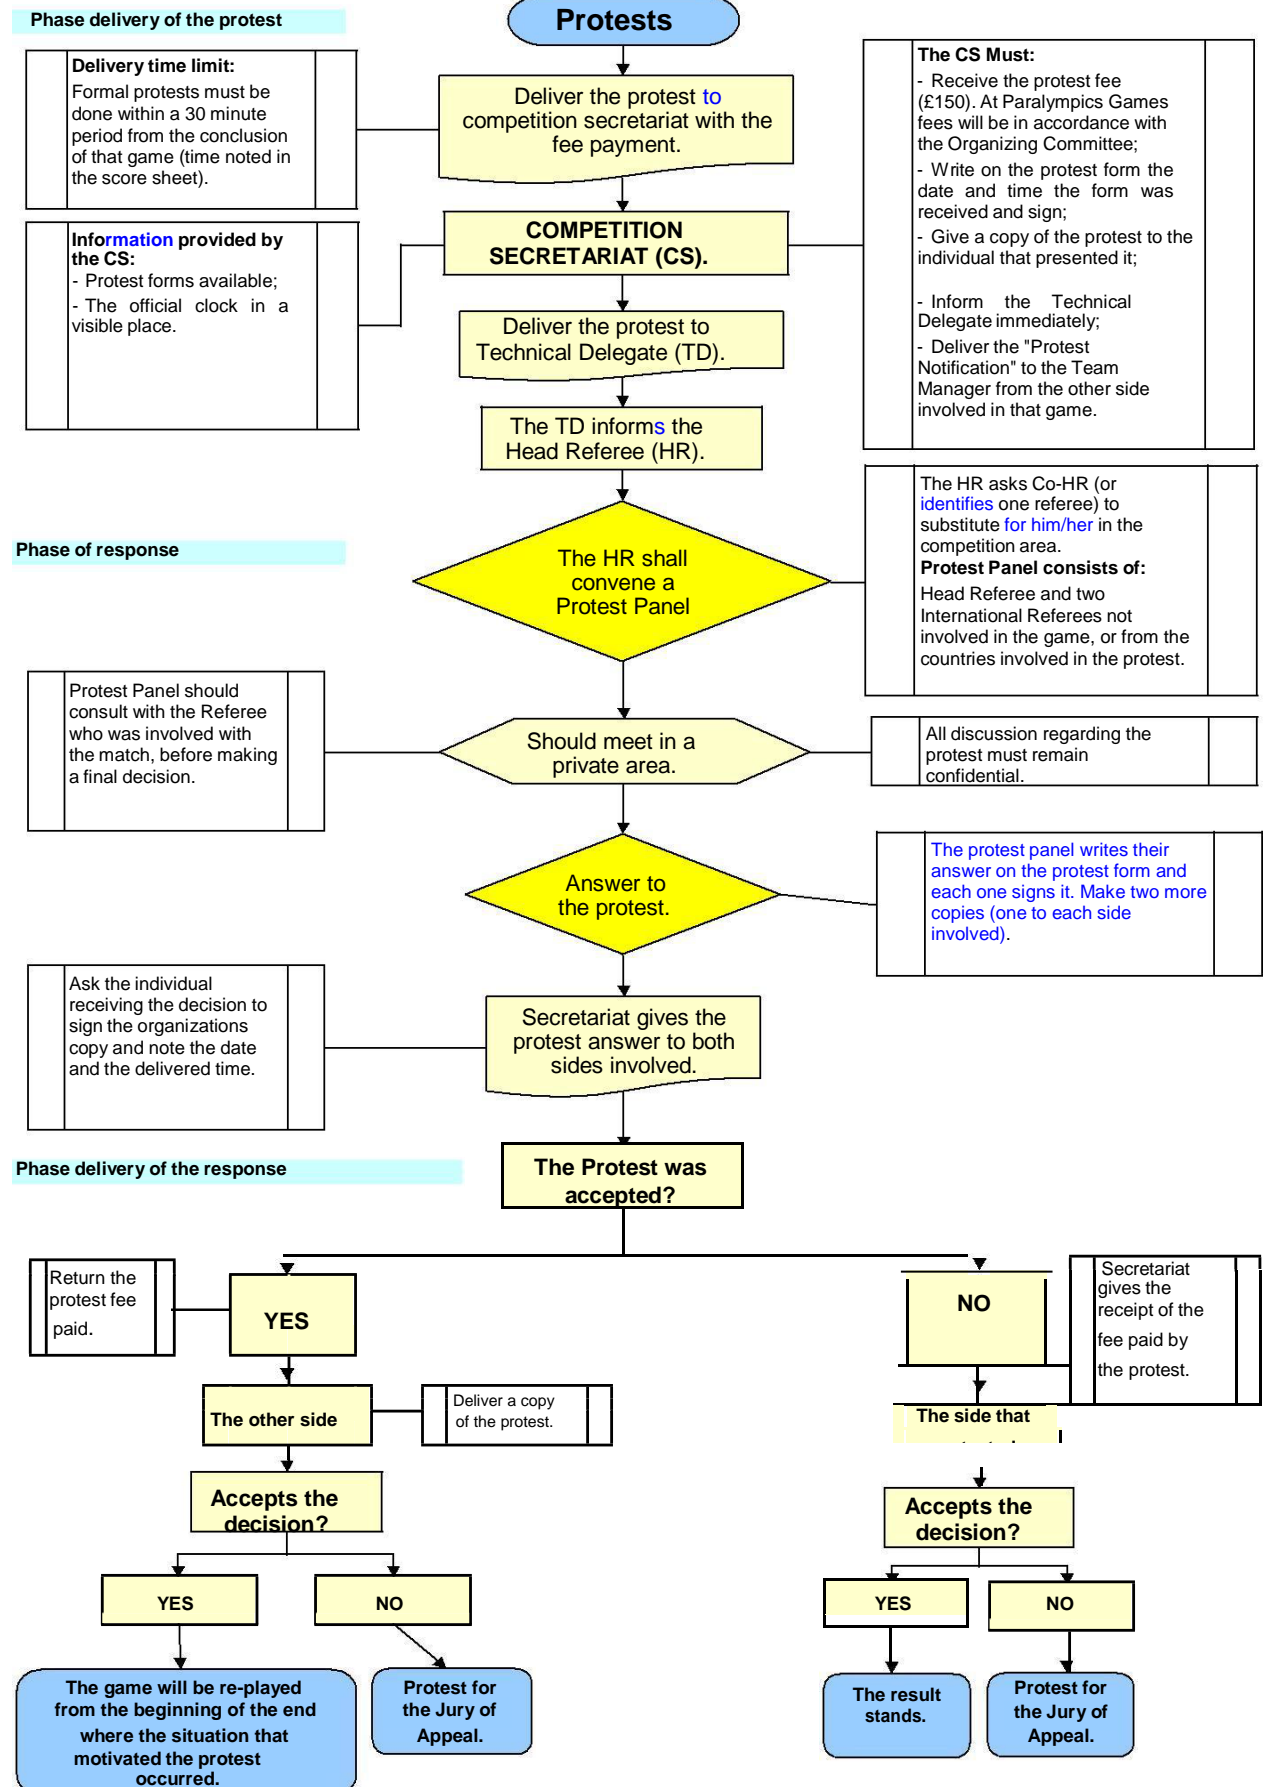 Protests
Phase delivery of the protest
Delivery time limit:
Formal protests must be
done within a 30 minute
period from the conclusion
of that game (time noted in
the score sheet).
Deliver the protest to
competition secretariat with the
fee payment.
The CS Must:
- Receive the protest fee
(£150). At Paralympics Games
fees will be in accordance with
the Organizing Committee;
- Write on the protest form the
date and time the form was
received and sign;
- Give a copy of the protest to the
individual that presented it;
- Inform the Technical
Delegate immediately;
- Deliver the "Protest
Notification" to the Team
Manager from the other side
involved in that game.
Information provided by
the CS:
- Protest forms available;
- The official clock in a
visible place.
COMPETITION
SECRETARIAT (CS).
Deliver the protest to
Technical Delegate (TD).
The TD informs the
Head Referee (HR).
Phase of response
The HR shall
convene a
Protest Panel
The HR asks Co-HR (or
identifies one referee) to
substitute for him/her in the
competition area.
Protest Panel consists of:
Head Referee and two
International Referees not
involved in the game, or from the
countries involved in the protest.
Protest Panel should
consult with the Referee
who was involved with
the match, before making
a final decision.
Should meet in a
private area.
All discussion regarding the
protest must remain
confidential.
Answer to
the protest.
The protest panel writes their
answer on the protest form and
each one signs it. Make two more
copies (one to each side
involved).
Ask the individual
receiving the decision to
sign the organizations
copy and note the date
and the delivered time.
Secretariat gives the
protest answer to both
sides involved.
Phase delivery of the response
The Protest was
accepted?
Return the
protest fee
paid.
YES
NO
Secretariat
gives the
receipt of the
fee paid by
the protest.
The other side
Deliver a copy
of the protest.
The side that
Accepts the
decision?
Accepts the
decision?
YES
NO
YES
NO
The game will be re-played
from the beginning of the end
where the situation that
motivated the protest
occurred.
Protest for
the Jury of
Appeal.
The result
stands.
Protest for
the Jury of
Appeal.